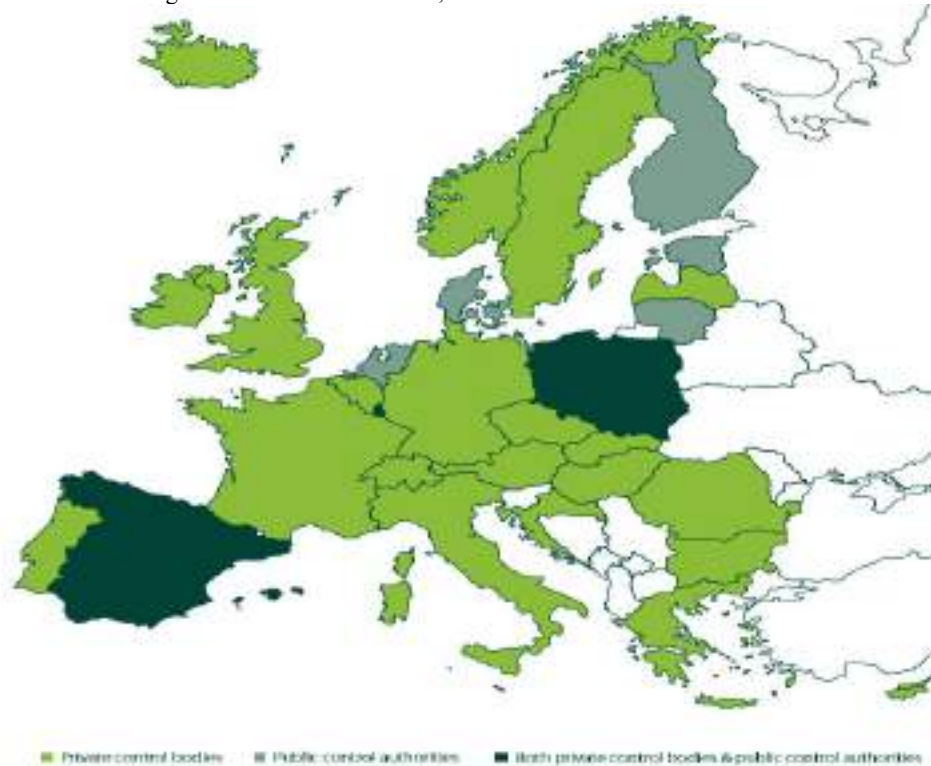 Private control bodies
Public control authorities
Both private control bodies & public control authorities